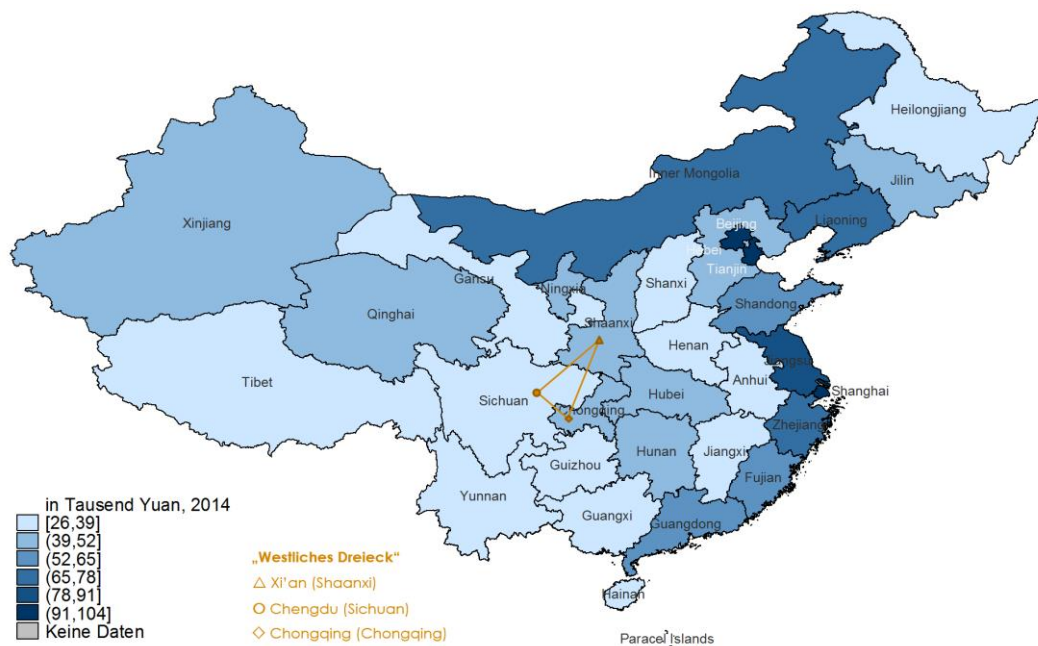 Heilongjiang
Inner Mongolia
Jilin
Xinjiang
Beijing
Liaoning
Hebei
Tianjin
Gansu
Ningxia
Shanxi
Shandong
Qinghai
Shaanxi
Henan
Jiangsu
Tibet
Anhui
Sichuan
Hubei
Shanghai
Chongqing
Zhejiang
Jiangxi
Hunan
Guizhou
Fujian
Yunnan
Guangxi
Guangdong
Hainan
Paracel Islands
in Tausend Yuan, 2014
[26,39]
(39,52]
(52,65]
(65,78]
(78,91]
(91,104]
Keine Daten
„Westliches Dreieck“
Xi'an (Shaanxi)
Chengdu (Sichuan)
Chongqing (Chongqing)